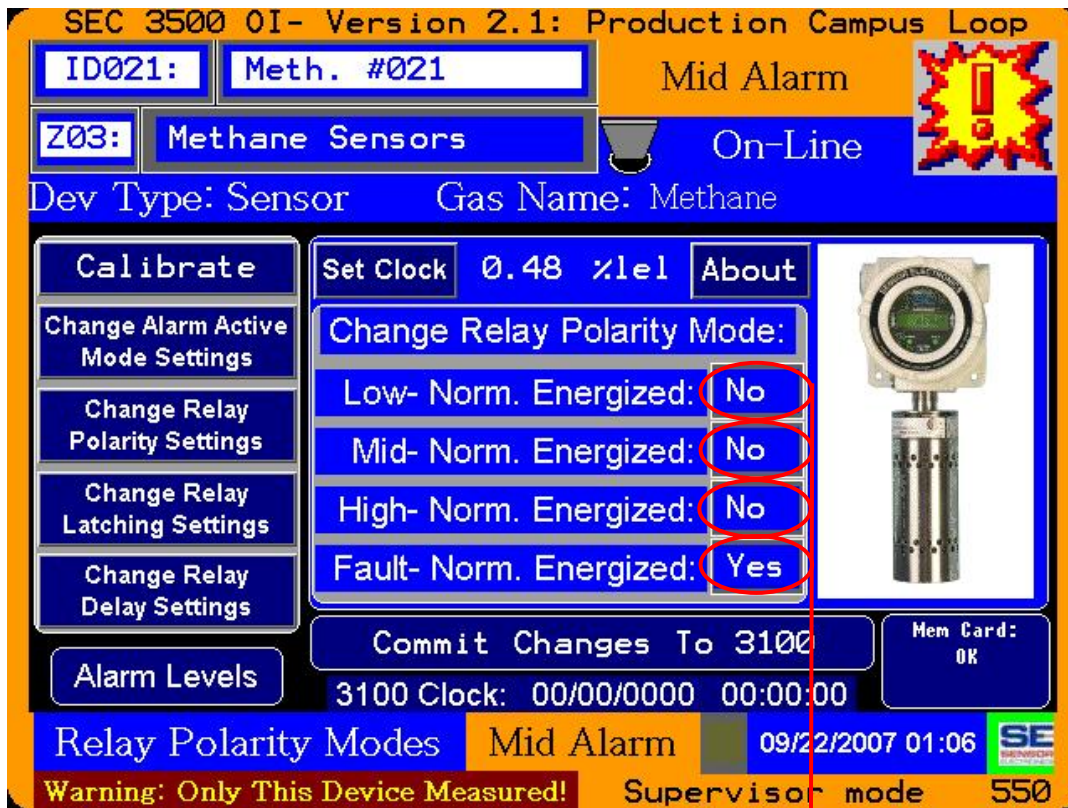 SEC 3500 OI- Version 2.1: Production Campus Loop
ID021: Meth. #021
Mid Alarm
Z03: Methane Sensors
On-Line
Dev Type: Sensor Gas Name: Methane
Calibrate
Change Alarm Active
Mode Settings
Change Relay
Polarity Settings
Change Relay
Latching Settings
Change Relay
Delay Settings
Alarm Levels
Set Clock 0.48 %lel About
Change Relay Polarity Mode:
Low- Norm. Energized: No
Mid- Norm. Energized: No
High- Norm. Energized: No
Fault- Norm. Energized: Yes
Commit Changes To 3100
3100 Clock: 00/00/0000 00:00:00
Mem Card:
OK
Relay Polarity Modes Mid Alarm 09/22/2007 01:06 SE
Warning: Only This Device Measured! Supervisor mode 550